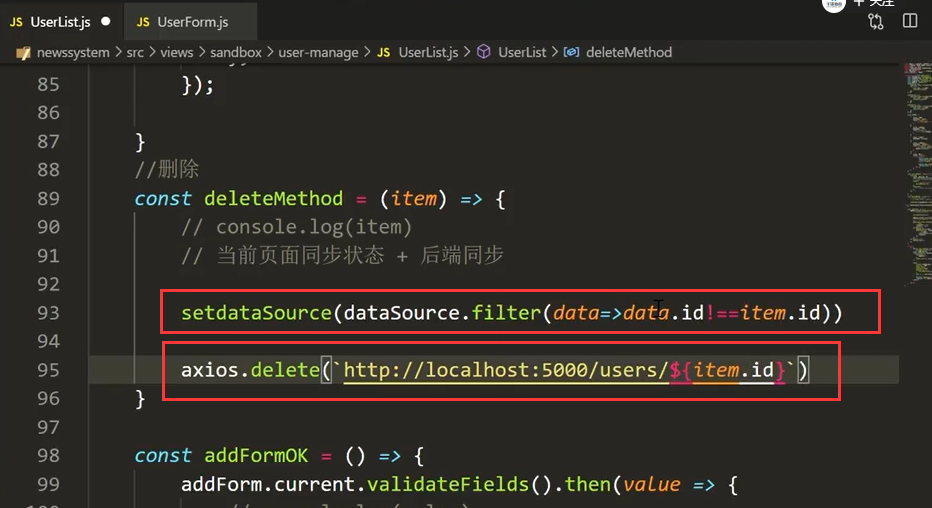 + 关注
JS UserList.js ● JS UserForm.js
newssystem > src > views > sandbox > user-manage > JS UserList.js > UserList > deleteMethod
85 });
86
87 }
88 //删除
89 const deleteMethod = (item) => {
90 // console.log(item)
91 // 当前页面同步状态 + 后端同步
92
93 setdataSource(dataSource.filter(data=>data.id!==item.id))
94
95 axios.delete(`http://localhost:5000/users/${item.id}`)
96 }
97
98 const addFormOK = () => {
99 addForm.current.validateFields().then(value => {